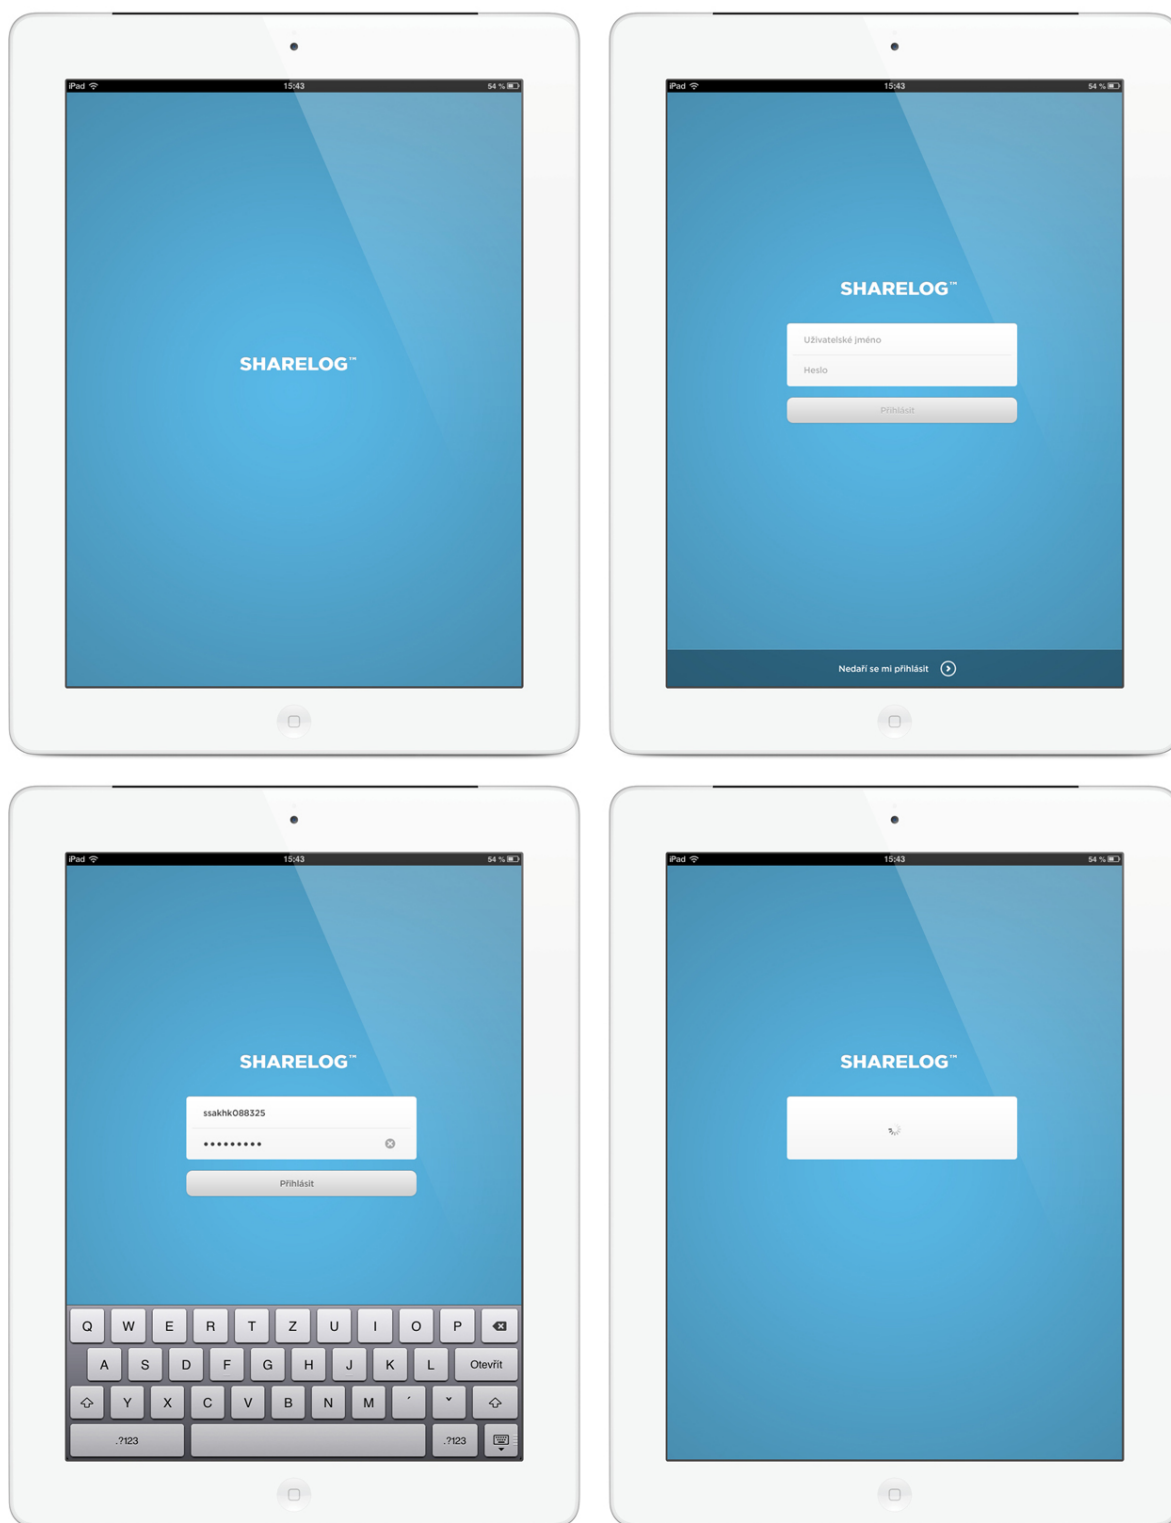 iPad 15:43 54 %
SHARELOG™
iPad 15:43 54 %
SHARELOG™
Uživatelské jméno
Heslo
Přihlásit
Nedaří se mi přihlásit
iPad 15:43 54 %
SHARELOG™
ssakhk088325
•••••••••
Přihlásit
Q W E R T Z U I O P
A S D F G H J K L Otevřít
Y X C V B N M ´ ˇ
.?123 .?123
iPad 15:43 54 %
SHARELOG™